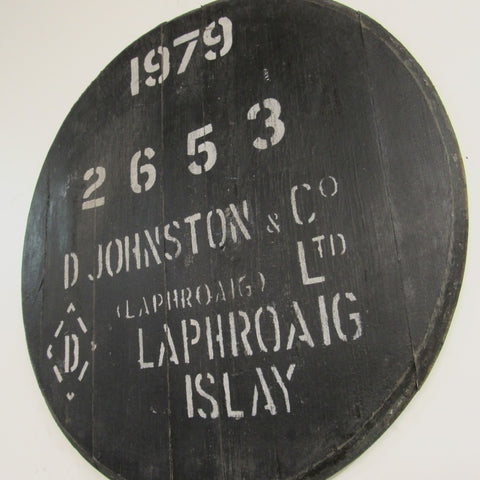 1979
2653
D JOHNSTON & Co
LTD
(LAPHROAIG)
D
LAPHROAIG
ISLAY